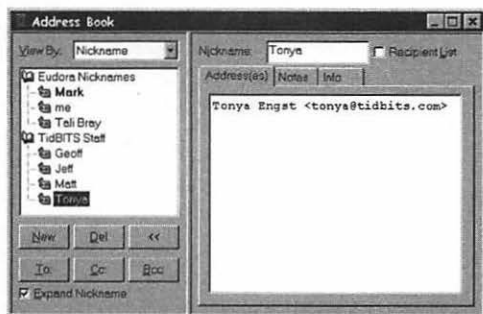 Address Book
View By: Nickname
Eudora Nicknames
Mark
me
Tali Bray
TidBITS Staff
Geoff
Jeff
Matt
Tonya
New Del <<
To: Cc: Bcc:
Expand Nickname
Nickname: Tonya Recipient List
Address(es) Notes Info
Tonya Engst <tonya@tidbits.com>